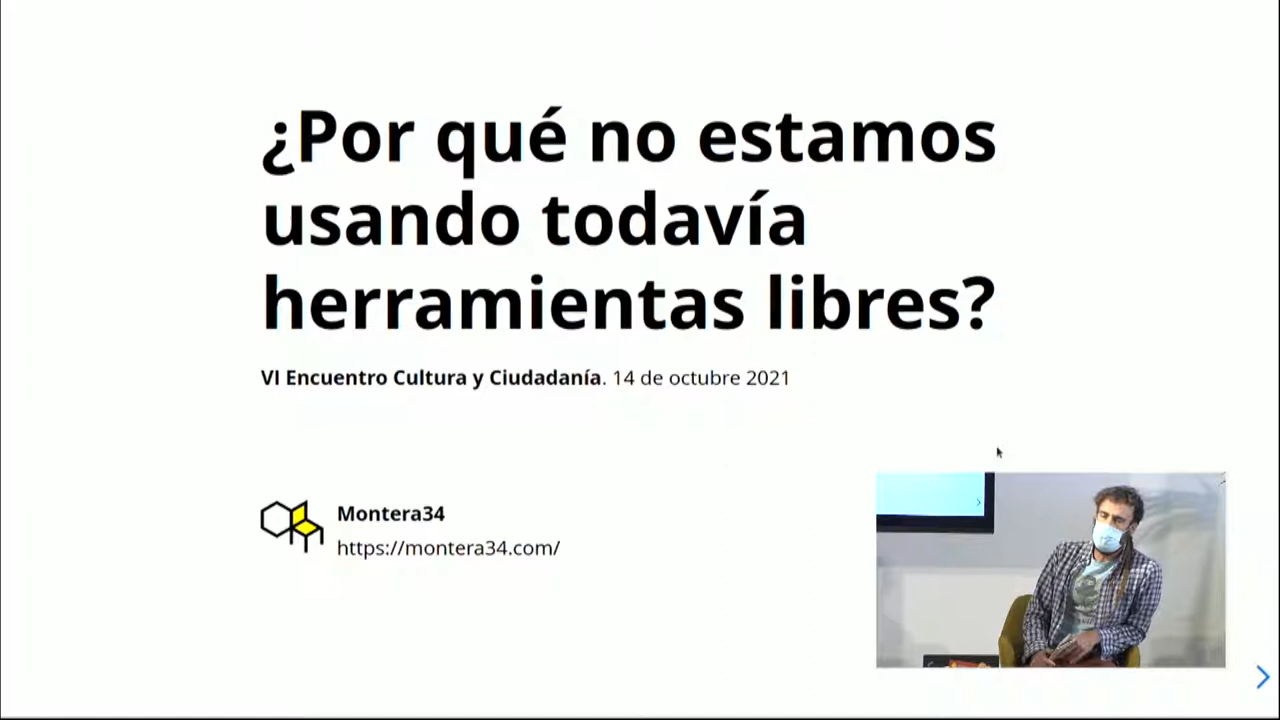 ¿Por qué no estamos
usando todavía
herramientas libres?
VI Encuentro Cultura y Ciudadanía. 14 de octubre 2021
Montera34
https://montera34.com/